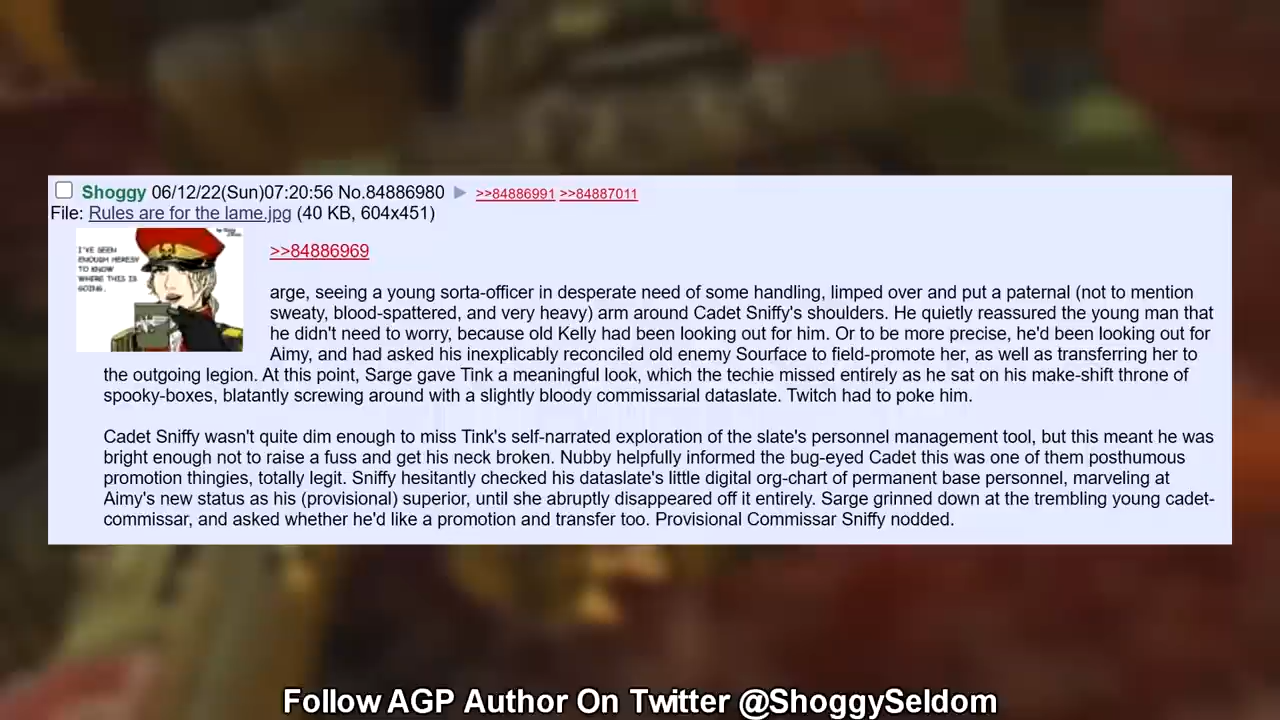 Shoggy 06/12/22(Sun)07:20:56 No.84886980 ▶ >>84886991 >>84887011
File: Rules are for the lame.jpg (40 KB, 604x451)
I'VE SEEN
ENOUGH HERESY
TO KNOW
WHERE THIS IS
GOING.
>>84886969
arge, seeing a young sorta-officer in desperate need of some handling, limped over and put a paternal (not to mention
sweaty, blood-spattered, and very heavy) arm around Cadet Sniffy's shoulders. He quietly reassured the young man that
he didn't need to worry, because old Kelly had been looking out for him. Or to be more precise, he'd been looking out for
Aimy, and had asked his inexplicably reconciled old enemy Sourface to field-promote her, as well as transferring her to
the outgoing legion. At this point, Sarge gave Tink a meaningful look, which the techie missed entirely as he sat on his make-shift throne of
spooky-boxes, blatantly screwing around with a slightly bloody commissarial dataslate. Twitch had to poke him.
Cadet Sniffy wasn't quite dim enough to miss Tink's self-narrated exploration of the slate's personnel management tool, but this meant he was
bright enough not to raise a fuss and get his neck broken. Nubby helpfully informed the bug-eyed Cadet this was one of them posthumous
promotion thingies, totally legit. Sniffy hesitantly checked his dataslate's little digital org-chart of permanent base personnel, marveling at
Aimy's new status as his (provisional) superior, until she abruptly disappeared off it entirely. Sarge grinned down at the trembling young cadet-
commissar, and asked whether he'd like a promotion and transfer too. Provisional Commissar Sniffy nodded.
Follow AGP Author On Twitter @ShoggySeldom